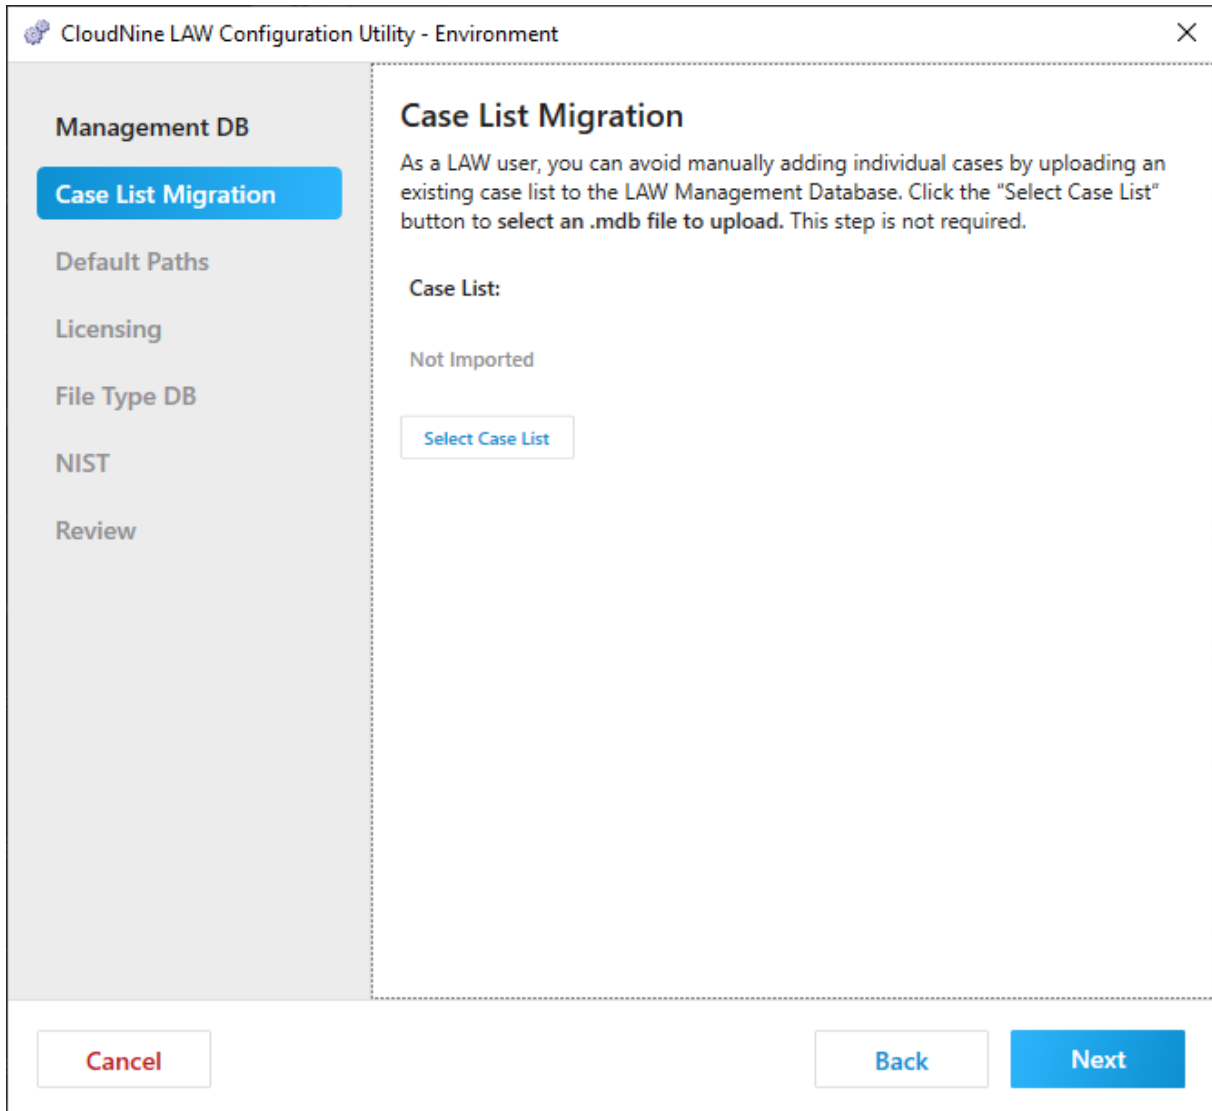 CloudNine LAW Configuration Utility - Environment
Management DB
Case List Migration
Default Paths
Licensing
File Type DB
NIST
Review
Case List Migration
As a LAW user, you can avoid manually adding individual cases by uploading an
existing case list to the LAW Management Database. Click the “Select Case List”
button to select an .mdb file to upload. This step is not required.
Case List:
Not Imported
Select Case List
Cancel
Back
Next